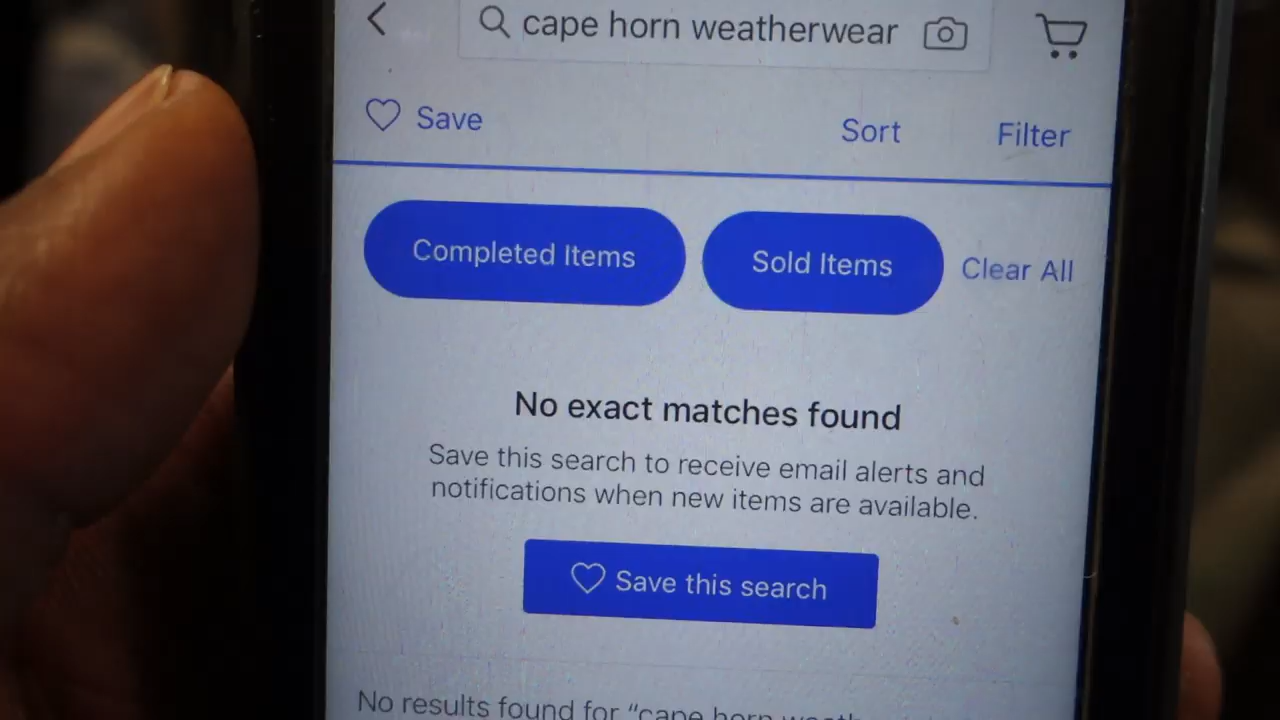 cape horn weatherwear
Save
Sort
Filter
Completed Items
Sold Items
Clear All
No exact matches found
Save this search to receive email alerts and
notifications when new items are available.
Save this search
No results found for "cape horn